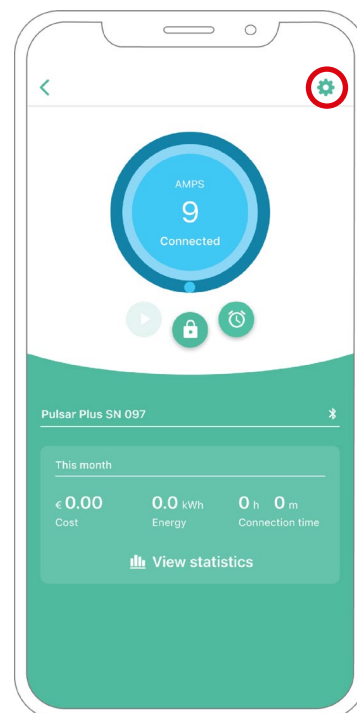 AMPS
9
Connected
Pulsar Plus SN 097
This month
€ 0.00 0.0 kWh 0 h 0 m
Cost Energy Connection time
View statistics